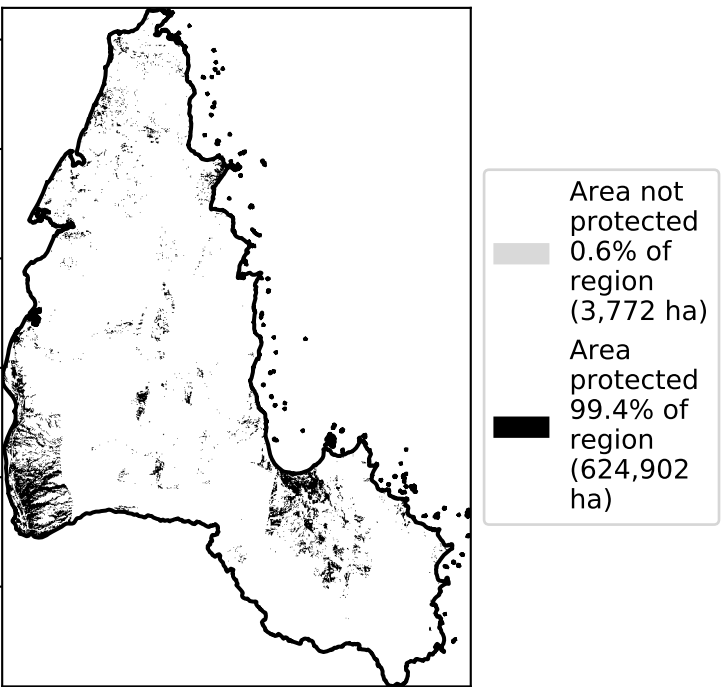 Area not
protected
0.6% of
region
(3,772 ha)
Area
protected
99.4% of
region
(624,902
ha)